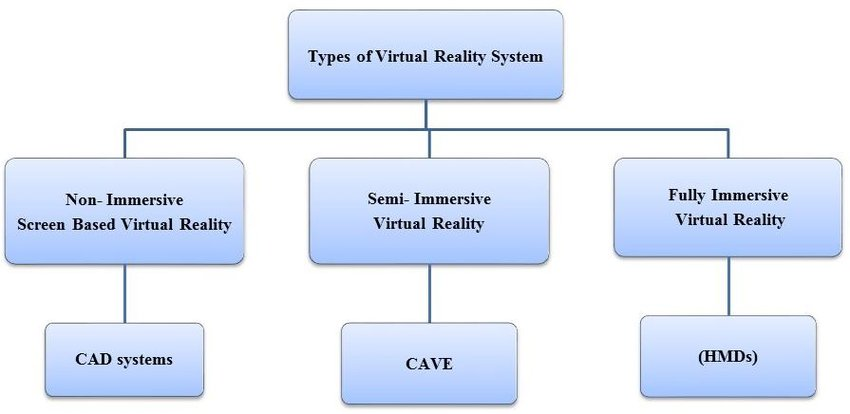 Types of Virtual Reality System
Non- Immersive
Screen Based Virtual Reality
Semi- Immersive
Virtual Reality
Fully Immersive
Virtual Reality
CAD systems
CAVE
(HMDs)